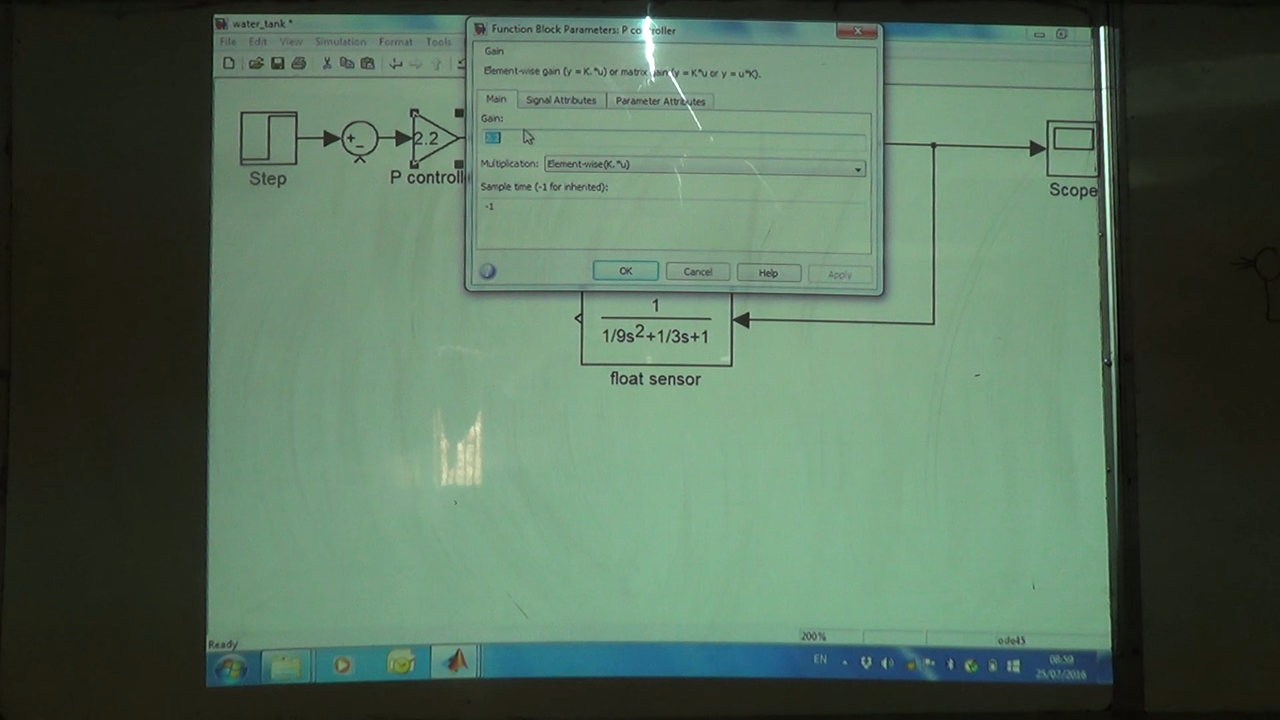 water_tank *
File Edit View Simulation Format Tools
Function Block Parameters: P controller
Gain
Element-wise gain (y = K.*u) or matrix gain (y = K*u or y = u*K).
Main Signal Attributes Parameter Attributes
Gain:
Multiplication: Element-wise(K.*u)
Sample time (-1 for inherited):
-1
OK Cancel Help Apply
2.2
Step
P controll
Scope
1
1/9s2+1/3s+1
float sensor
Ready
200%
ode45
EN
08:59
25/07/2016